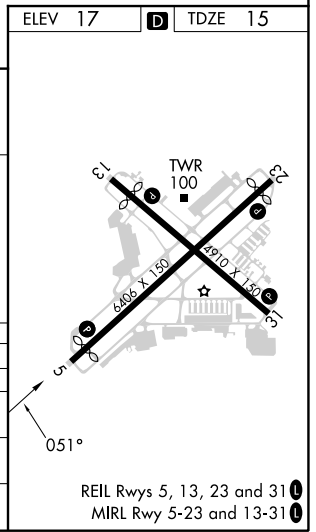 ELEV 17 D TDZE 15
13
TWR
100
23
P
P
6406 X 150
4910 X 150
P
P
31
5
051°
REIL Rwys 5, 13, 23 and 31 L
MIRL Rwy 5-23 and 13-31 L